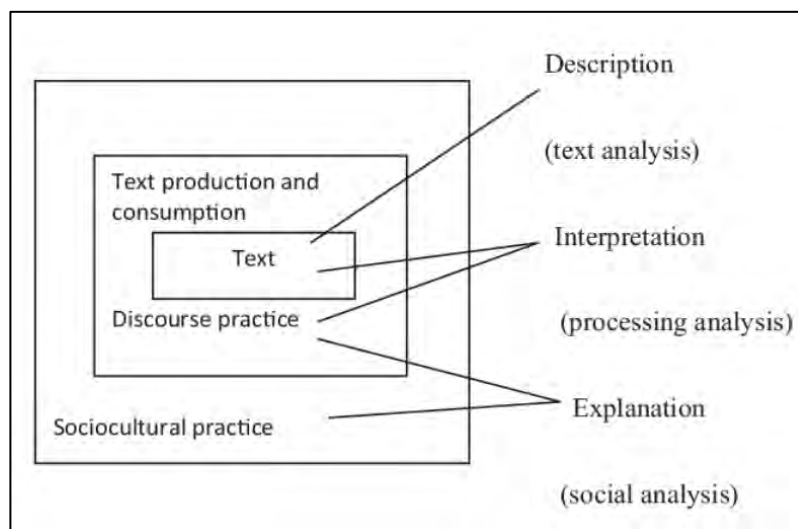 Description
(text analysis)
Text production and
consumption
Text
Interpretation
Discourse practice
(processing analysis)
Explanation
Sociocultural practice
(social analysis)